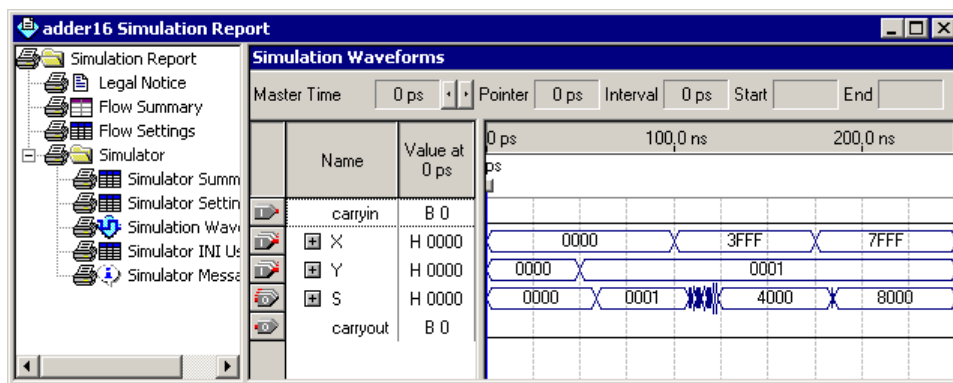 adder16 Simulation Report
Simulation Report
Legal Notice
Flow Summary
Flow Settings
Simulator
Simulator Summ
Simulator Settin
Simulation Wav
Simulator INI Us
Simulator Messa
Simulation Waveforms
Master Time 0 ps Pointer 0 ps Interval 0 ps Start End
Name Value at 0 ps
0 ps 100.0 ns 200.0 ns
ps
carryin B 0
X H 0000 0000 3FFF 7FFF
Y H 0000 0000 0001
S H 0000 0000 0001 4000 8000
carryout B 0